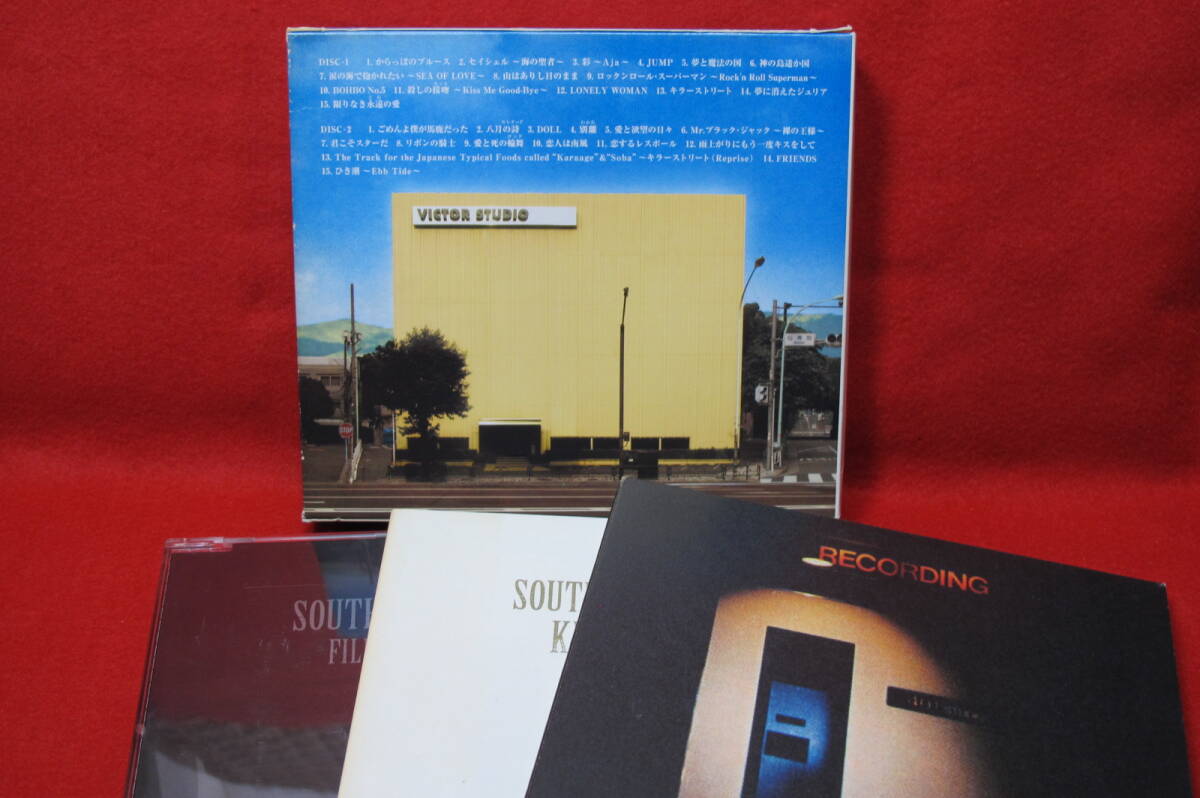 DISC-1 1. からっぽのブルース 2. セイシェル ～海の聖者～ 3. 彩 ～Aja～ 4. JUMP 5. 夢と魔法の国 6. 神の島遥か国
7. 涙の海で抱かれたい ～SEA OF LOVE～ 8. 山はありし日のまま 9. ロックンロール・スーパーマン ～Rock'n Roll Superman～
10. BOHBO No.5 11. 殺しの接吻 ～Kiss Me Good-Bye～ 12. LONELY WOMAN 13. キラーストリート 14. 夢に消えたジュリア
15. 限りなき永遠の愛
DISC-2 1. ごめんよ僕が馬鹿だった 2. 八月の詩 3. DOLL 4. 別離 5. 愛と欲望の日々 6. Mr.ブラック・ジャック ～裸の王様～
7. 君こそスターだ 8. リボンの騎士 9. 愛と死の輪舞 10. 恋人は南風 11. 恋するレスポール 12. 雨上がりにもう一度キスをして
13. The Track for the Japanese Typical Foods called "Karaage"&"Soba" ～キラーストリート(Reprise) 14. FRIENDS
15. ひき潮 ～Ebb Tide～
VICTOR STUDIO
STOP
RECORDING
SOUTH
FIL
SOUT
K
401